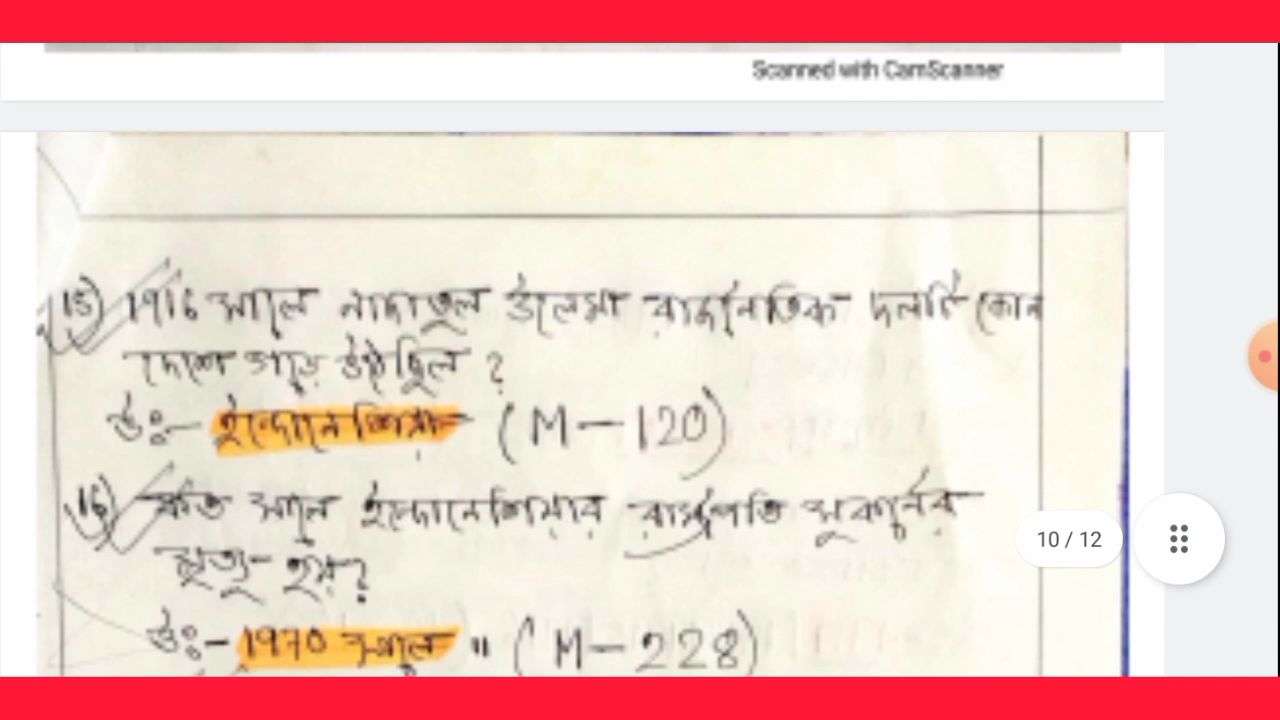 Scanned with CamScanner
15) 1916 সালে নাদাতুল উলেমা রাজনৈতিক দলটি কোন
দেশে গড়ে উঠেছিল ?
উঃ- ইন্দোনেশিয়া (M-120)
16) কত সালে ইন্দোনেশিয়ার রাষ্ট্রপতি সুকর্নের
মৃত্যু হয়?
10 / 12
উঃ- 1970 সালে " (M-228)